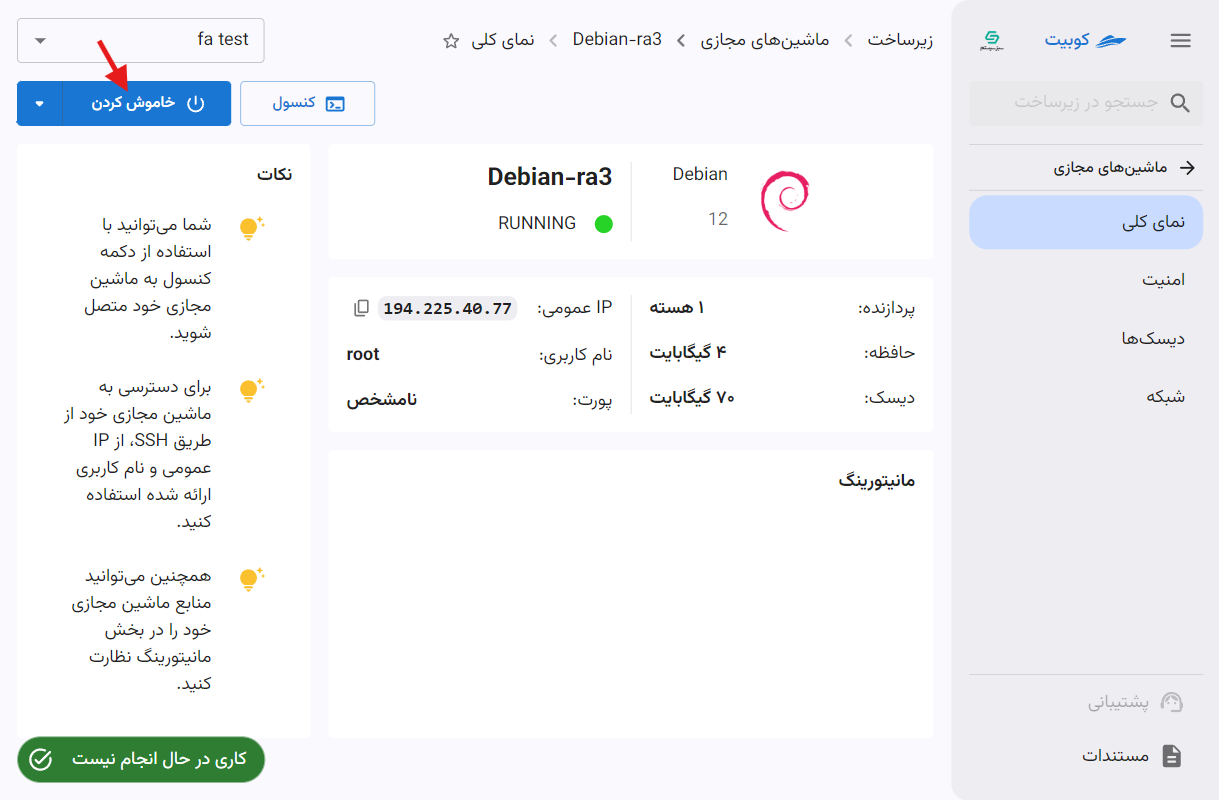 کوبیت
سبزسیستم
جستجو در زیرساخت
ماشین‌های مجازی
نمای کلی
امنیت
دیسک‌ها
شبکه
پشتیبانی
مستندات
زیرساخت
ماشین‌های مجازی
Debian-ra3
نمای کلی
fa test
کنسول
خاموش کردن
Debian
12
Debian-ra3
RUNNING
پردازنده: ۱ هسته
حافظه: ۴ گیگابایت
دیسک: ۷۰ گیگابایت
IP عمومی: 194.225.40.77
نام کاربری: root
پورت: نامشخص
مانیتورینگ
نکات
شما می‌توانید با
استفاده از دکمه
کنسول به ماشین
مجازی خود متصل
شوید.
برای دسترسی به
ماشین مجازی خود از
طریق SSH، از IP
عمومی و نام کاربری
ارائه شده استفاده
کنید.
همچنین می‌توانید
منابع ماشین مجازی
خود را در بخش
مانیتورینگ نظارت
کنید.
کاری در حال انجام نیست